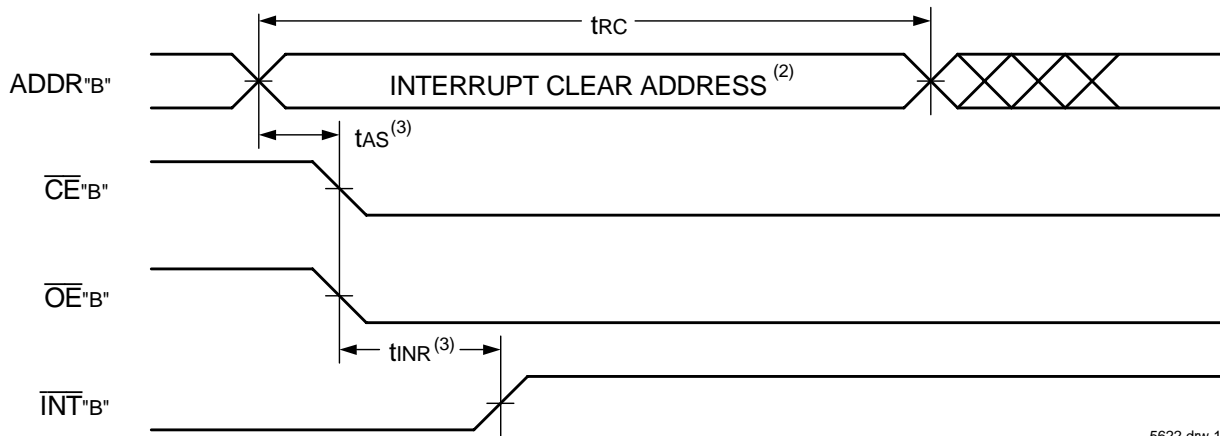 tRC
ADDR"B"
INTERRUPT CLEAR ADDRESS (2)
tAS (3)
CE"B"
OE"B"
tINR (3)
INT"B"